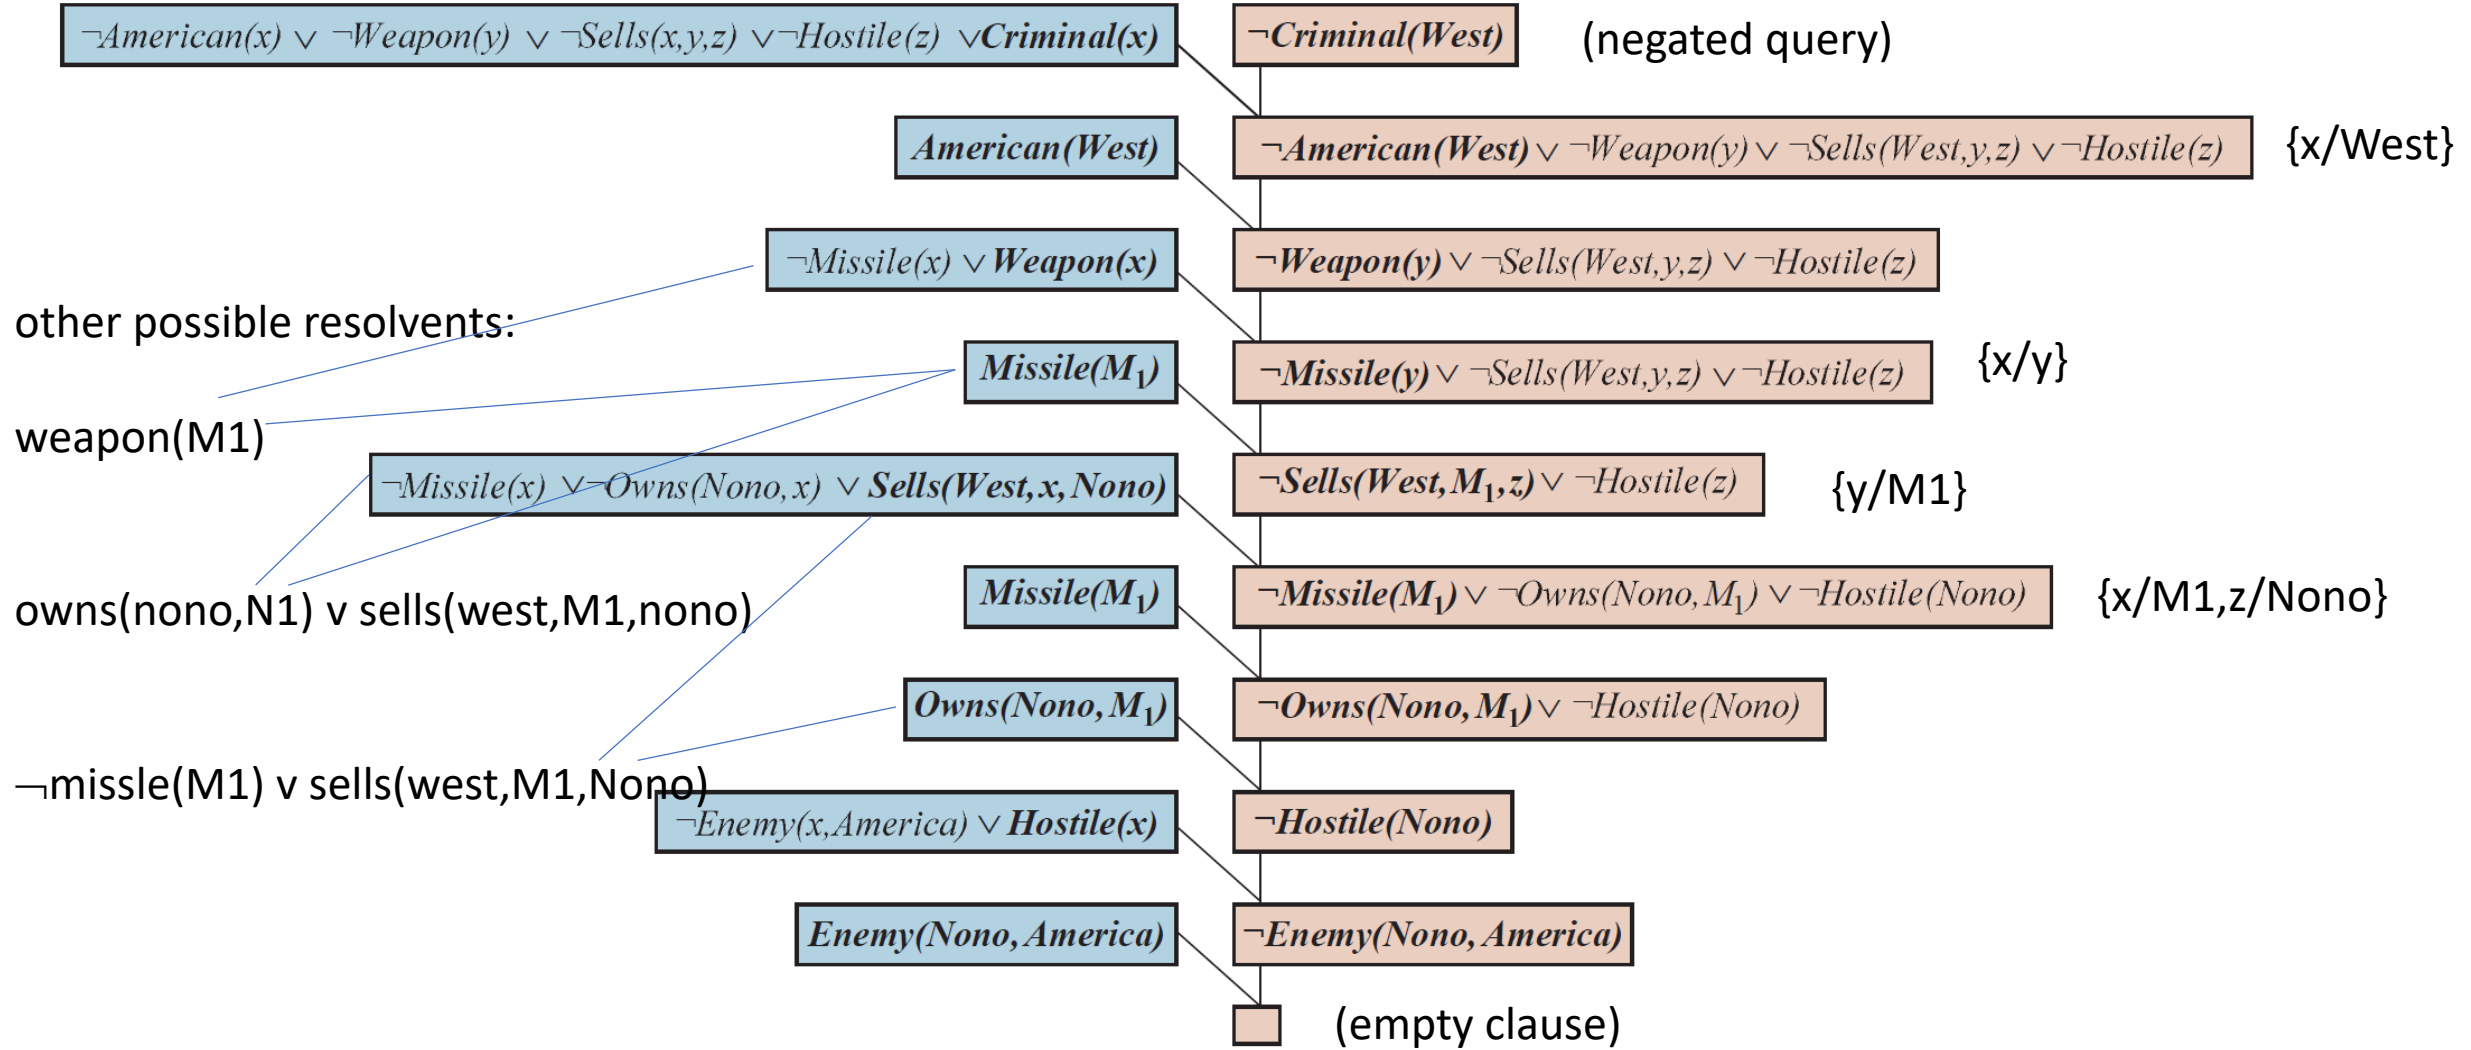 ¬American(x) ∨ ¬Weapon(y) ∨ ¬Sells(x,y,z) ∨¬Hostile(z) ∨Criminal(x) ¬Criminal(West) (negated query)
American(West) ¬American(West) ∨ ¬Weapon(y) ∨ ¬Sells(West,y,z) ∨ ¬Hostile(z) {x/West}
¬Missile(x) ∨ Weapon(x) ¬Weapon(y) ∨ ¬Sells(West,y,z) ∨ ¬Hostile(z)
other possible resolvents:
Missile(M₁) ¬Missile(y) ∨ ¬Sells(West,y,z) ∨ ¬Hostile(z) {x/y}
weapon(M1)
¬Missile(x) ∨¬Owns(Nono,x) ∨ Sells(West,x,Nono) ¬Sells(West,M₁,z) ∨ ¬Hostile(z) {y/M1}
owns(nono,N1) v sells(west,M1,nono) Missile(M₁) ¬Missile(M₁) ∨ ¬Owns(Nono,M₁) ∨ ¬Hostile(Nono) {x/M1,z/Nono}
Owns(Nono,M₁) ¬Owns(Nono,M₁) ∨ ¬Hostile(Nono)
¬missle(M1) v sells(west,M1,Nono)
¬Enemy(x,America) ∨ Hostile(x) ¬Hostile(Nono)
Enemy(Nono,America) ¬Enemy(Nono,America)
(empty clause)